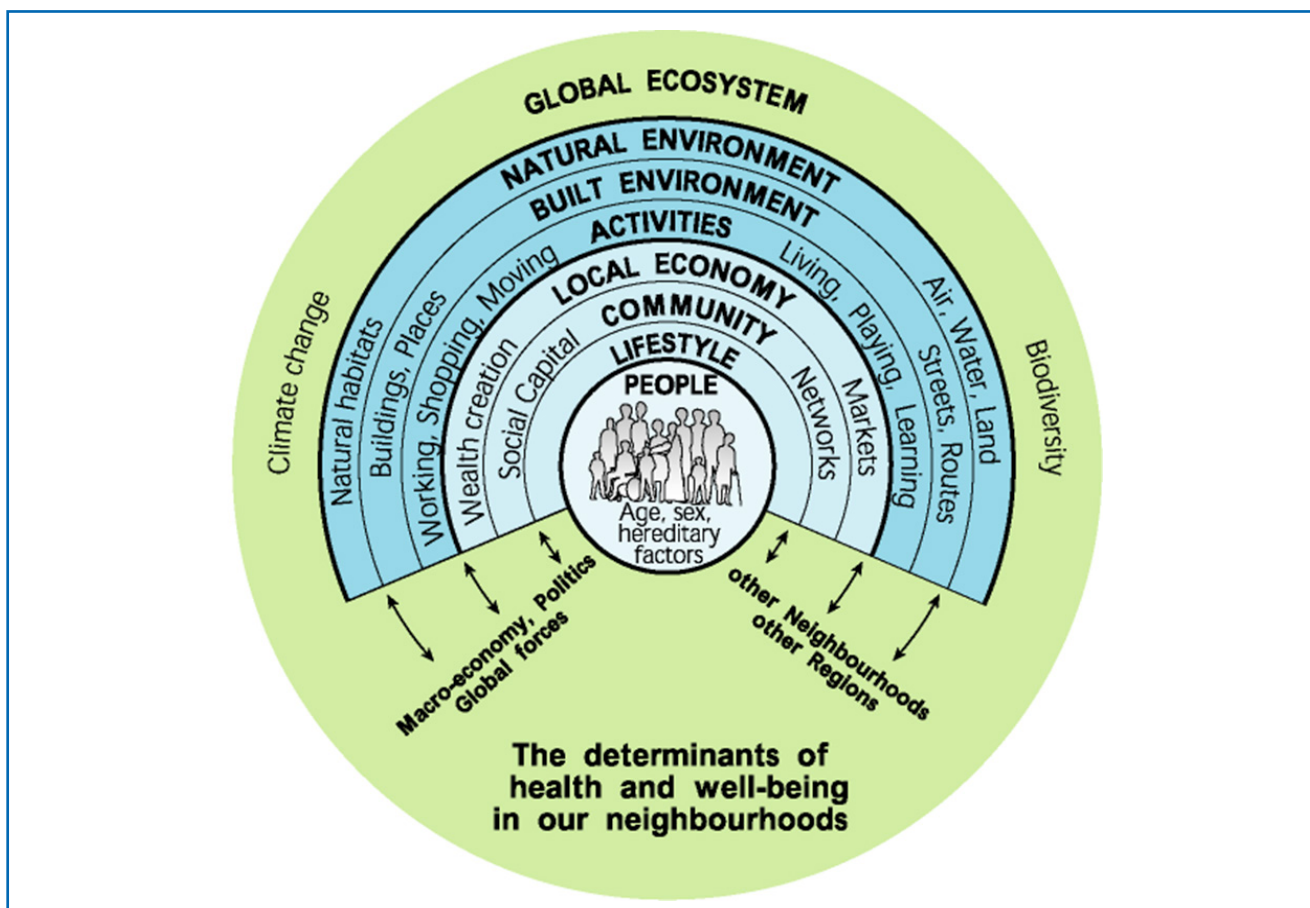 GLOBAL ECOSYSTEM
NATURAL ENVIRONMENT
BUILT ENVIRONMENT
ACTIVITIES
LOCAL ECONOMY
COMMUNITY
LIFESTYLE
PEOPLE
Age, sex,
hereditary
factors
Climate change
Natural habitats
Buildings, Places
Working, Shopping, Moving
Wealth creation
Social Capital
Networks
Markets
Living, Playing, Learning
Streets, Routes
Air, Water, Land
Biodiversity
Macro-economy, Politics
Global forces
other Neighbourhoods
other Regions
The determinants of
health and well-being
in our neighbourhoods